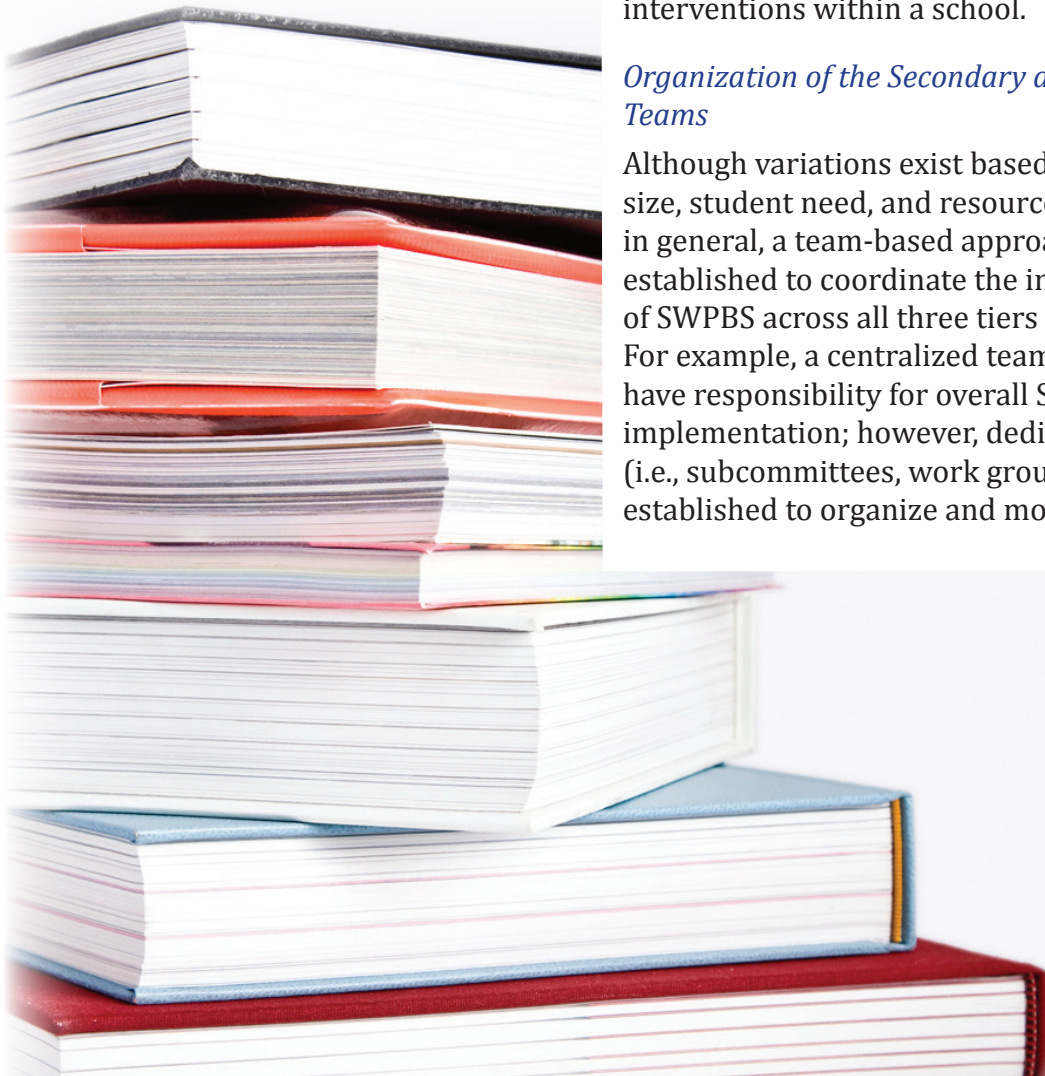 interventions within a school.
Organization of the Secondary a
Teams
Although variations exist based
size, student need, and resource
in general, a team-based approa
established to coordinate the in
of SWPBS across all three tiers
For example, a centralized team
have responsibility for overall S
implementation; however, dedi
(i.e., subcommittees, work grou
established to organize and mo